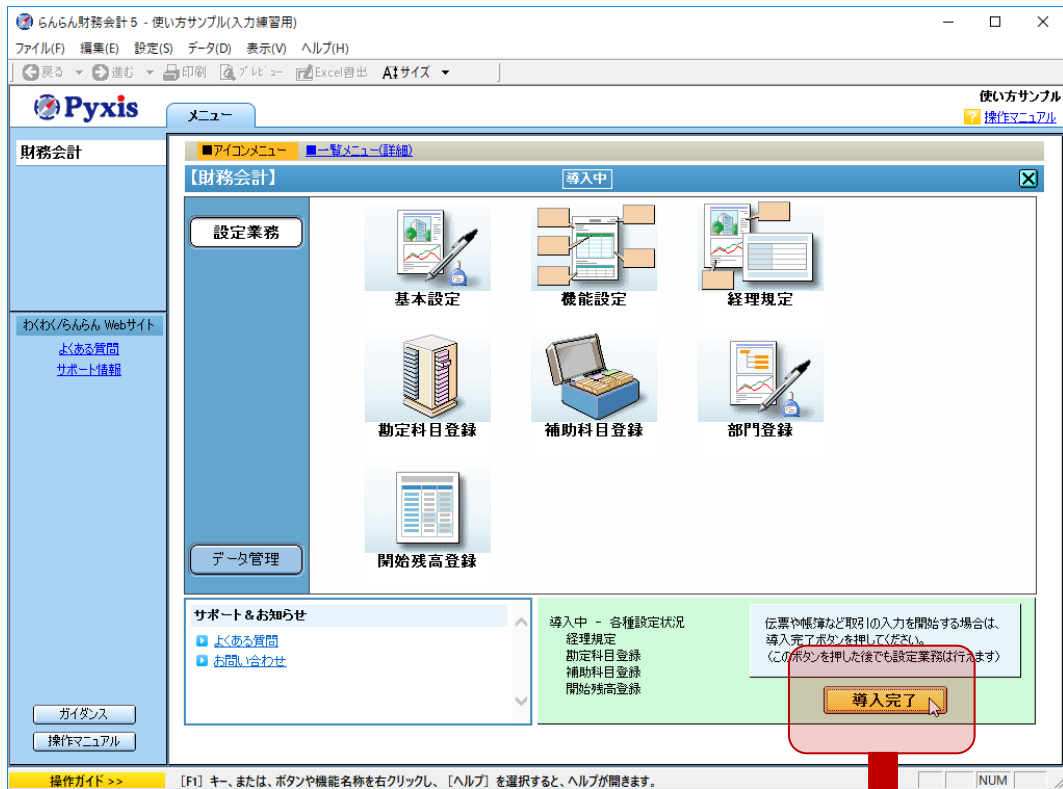 らんらん財務会計5 - 使い方サンプル(入力練習用)
ファイル(F) 編集(E) 設定(S) データ(D) 表示(V) ヘルプ(H)
戻る 進む 印刷 プレビュー Excel書出 サイズ
Pyxis
メニュー
使い方サンプル
操作マニュアル
財務会計
■アイコンメニュー ■一覧メニュー(詳細)
【財務会計】 導入中
設定業務
基本設定 機能設定 経理規定
わくわく/らんらん Webサイト
よくある質問
サポート情報
勘定科目登録 補助科目登録 部門登録
データ管理
開始残高登録
サポート&お知らせ
よくある質問
お問い合わせ
導入中 - 各種設定状況
経理規定
勘定科目登録
補助科目登録
開始残高登録
伝票や帳簿など取引の入力を開始する場合は、
導入完了ボタンを押してください。
(このボタンを押した後でも設定業務は行えます)
導入完了
ガイダンス
操作マニュアル
操作ガイド >> [F1] キー、または、ボタンや機能名称を右クリックし、[ヘルプ] を選択すると、ヘルプが開きます。 NUM